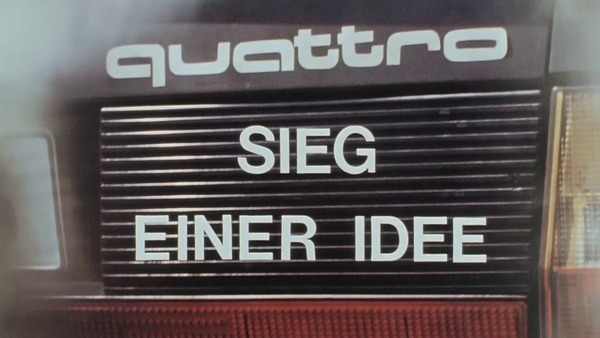 quattro
SIEG
EINER IDEE